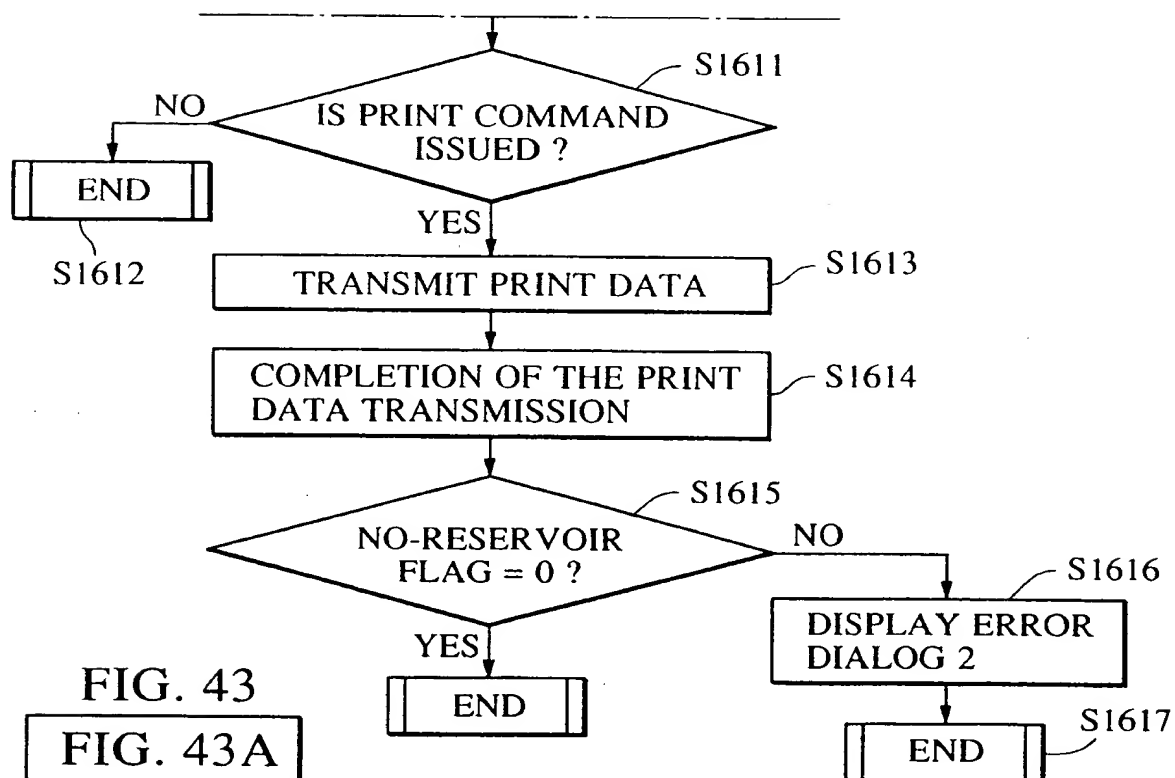 S1611
IS PRINT COMMAND
ISSUED ?
NO
END
S1612
YES
TRANSMIT PRINT DATA
S1613
COMPLETION OF THE PRINT
DATA TRANSMISSION
S1614
S1615
NO-RESERVOIR
FLAG = 0 ?
NO
S1616
DISPLAY ERROR
DIALOG 2
YES
END
S1617
END
FIG. 43
FIG. 43A